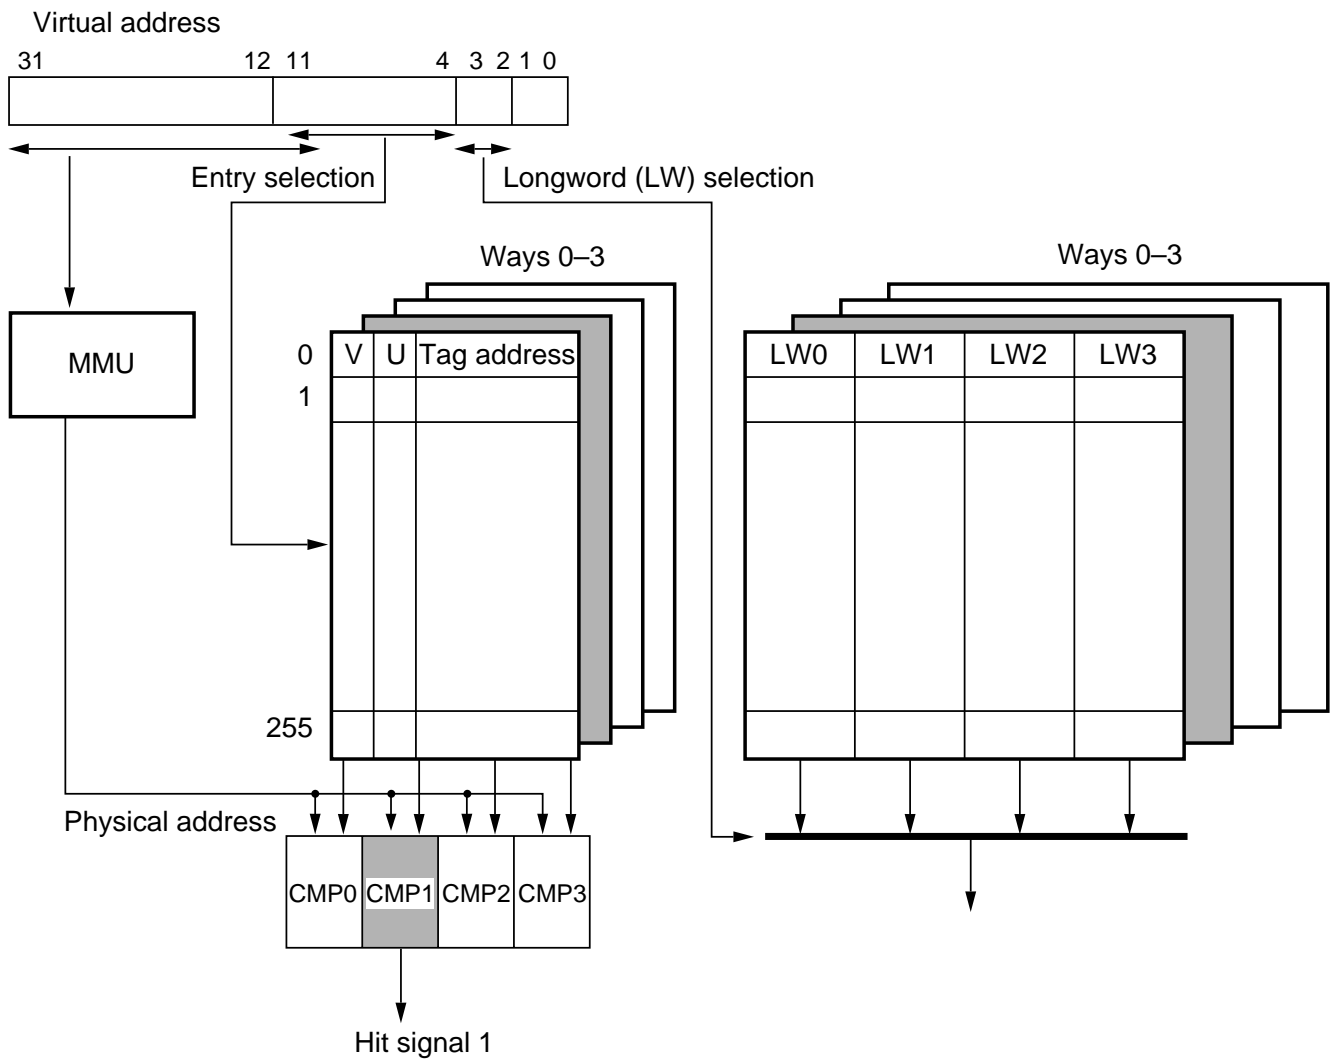 Virtual address
31 12 11 4 3 2 1 0
Entry selection
Longword (LW) selection
Ways 0–3
Ways 0–3
MMU
0 V U Tag address
LW0 LW1 LW2 LW3
1
255
Physical address
CMP0 CMP1 CMP2 CMP3
Hit signal 1